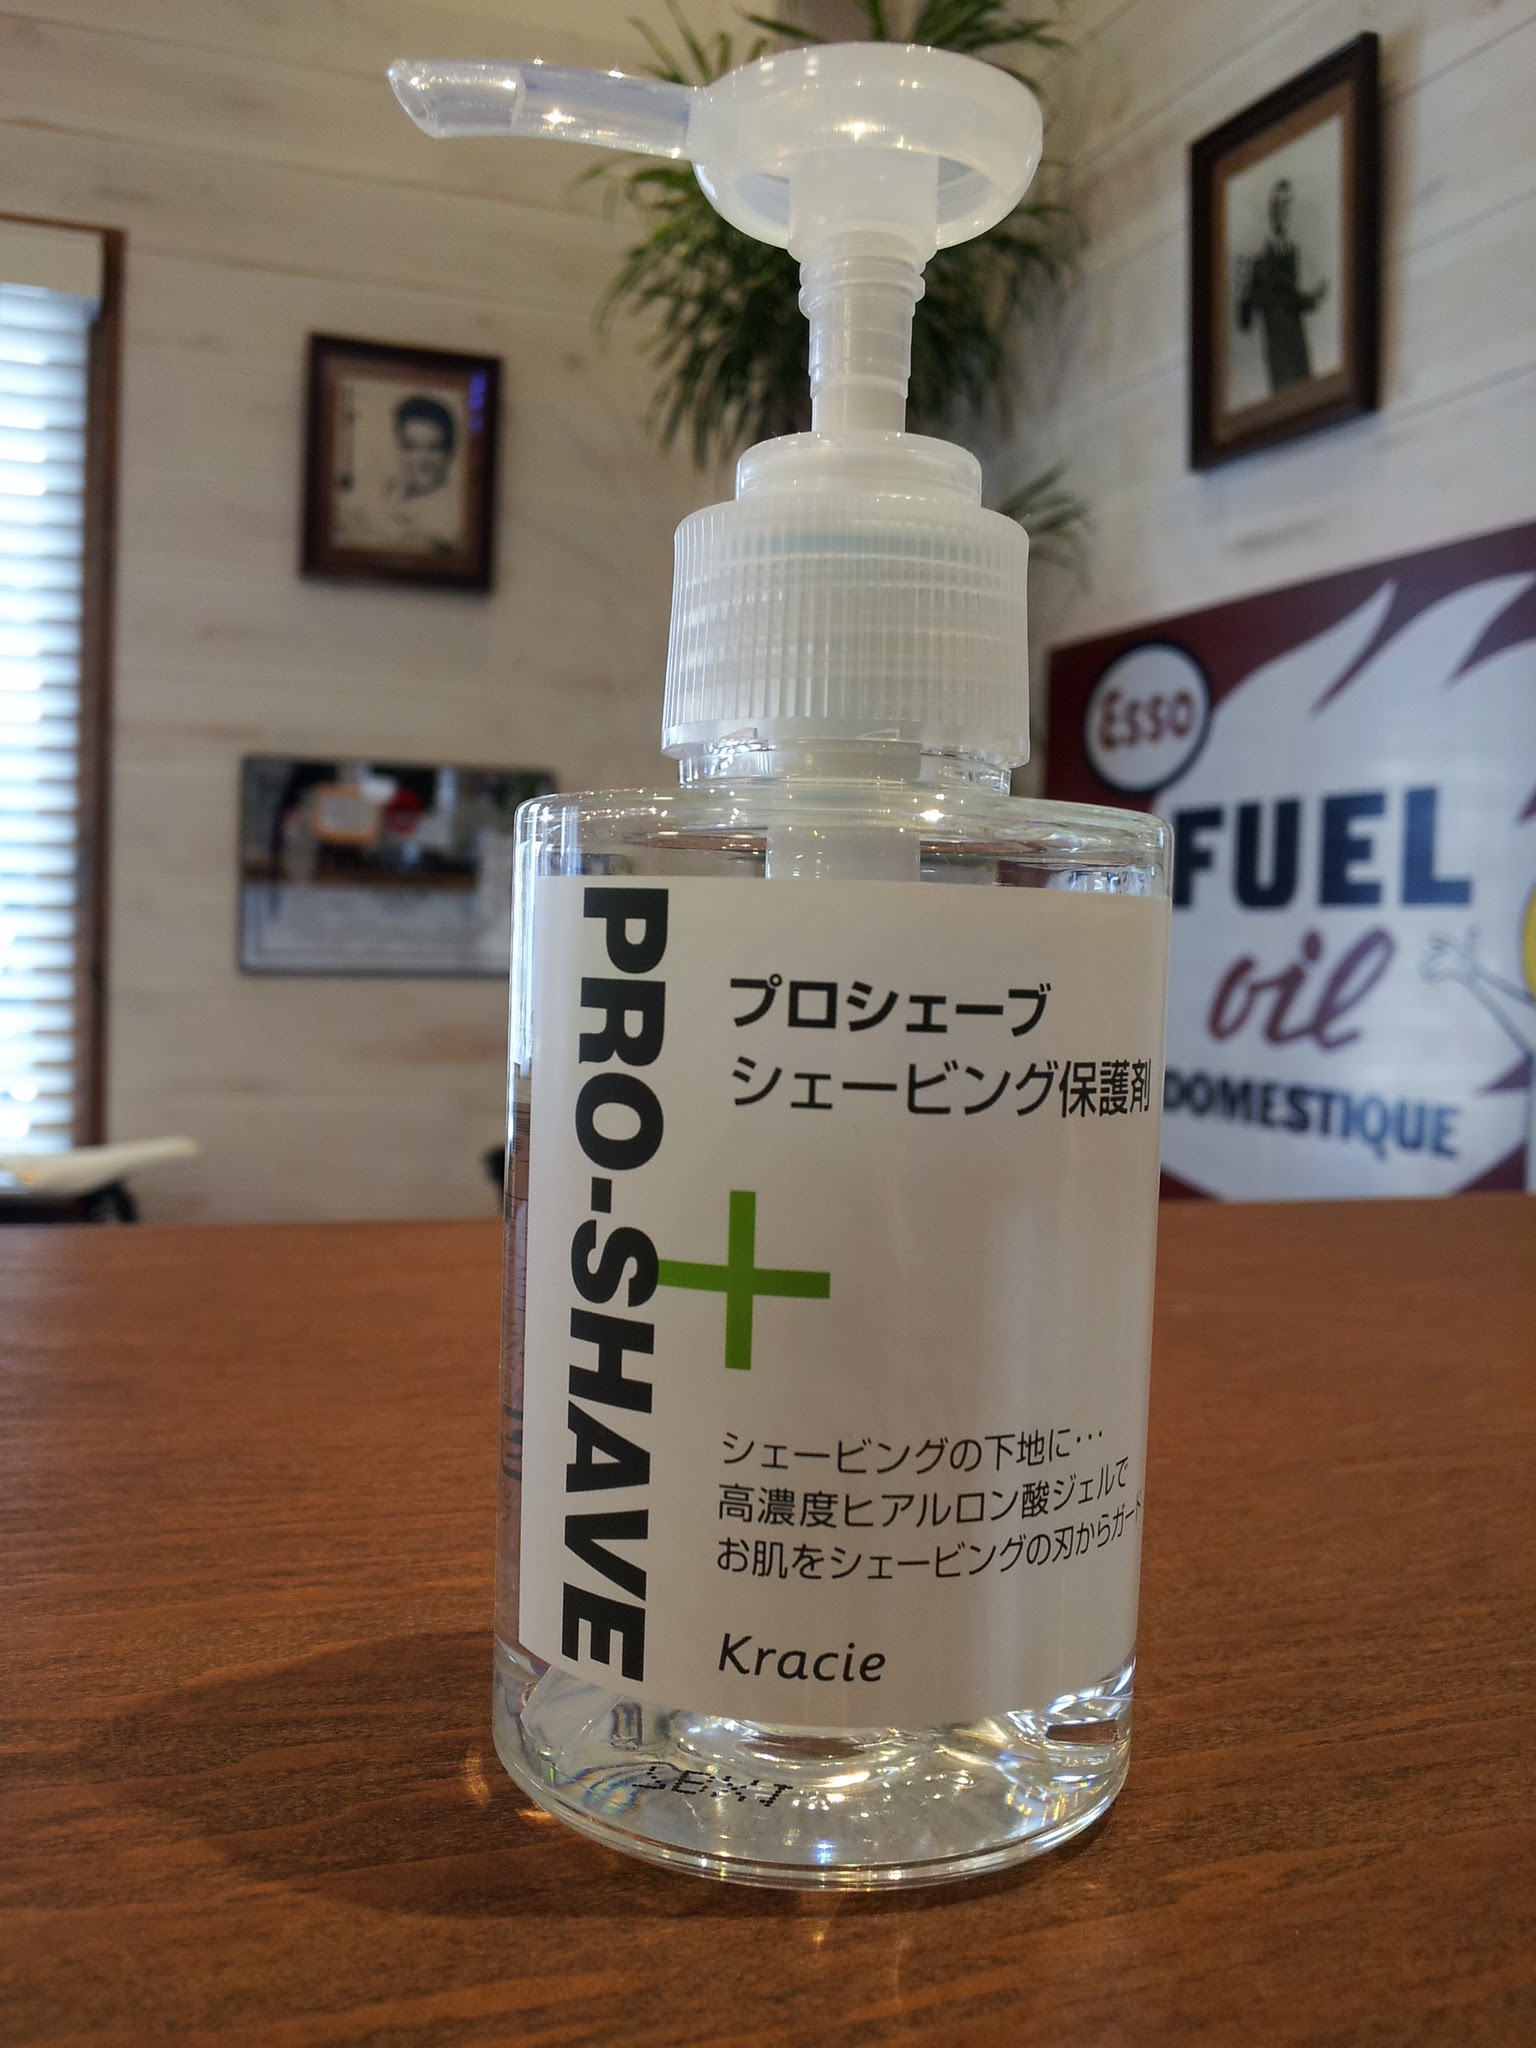 PRO-SHAVE
プロシェーブ
シェービング保護剤
シェービングの下地に・・・
高濃度ヒアルロン酸ジェルで
お肌をシェービングの刃からガード
Kracie
Esso
FUEL
oil
DOMESTIQUE